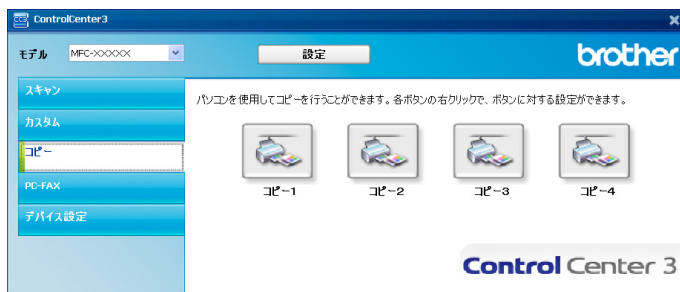 ControlCenter3
モデル MFC-XXXXXX 設定 brother
スキャン
カスタム
コピー
PC-FAX
デバイス設定
パソコンを使用してコピーを行うことができます。各ボタンの右クリックで、ボタンに対する設定ができます。
コピー1 コピー2 コピー3 コピー4
Control Center 3